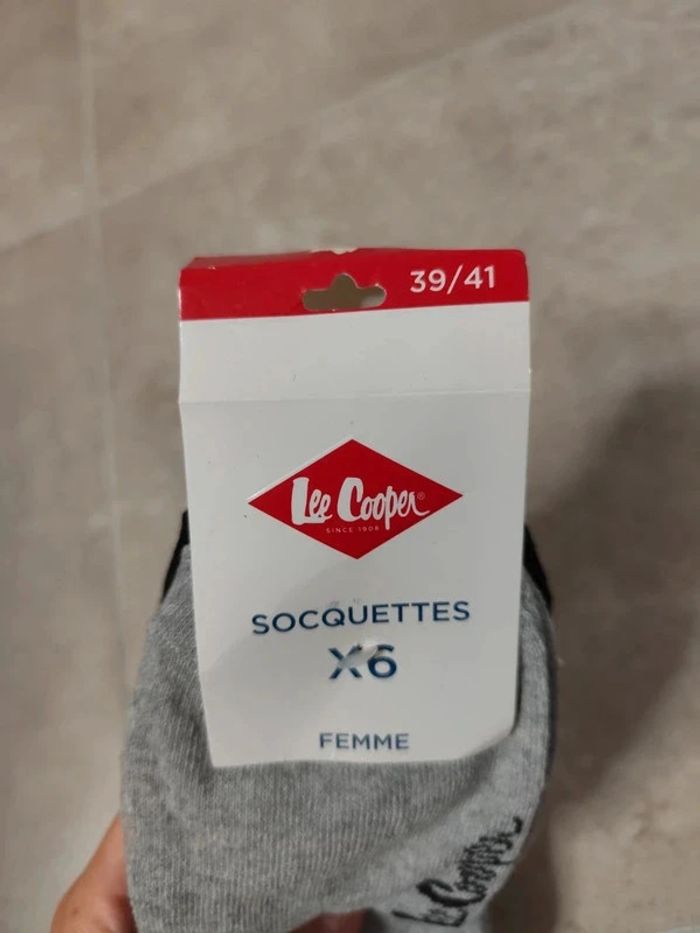 39/41
Lee Cooper®
SINCE 1908
SOCQUETTES
X6
FEMME
Lee Cooper